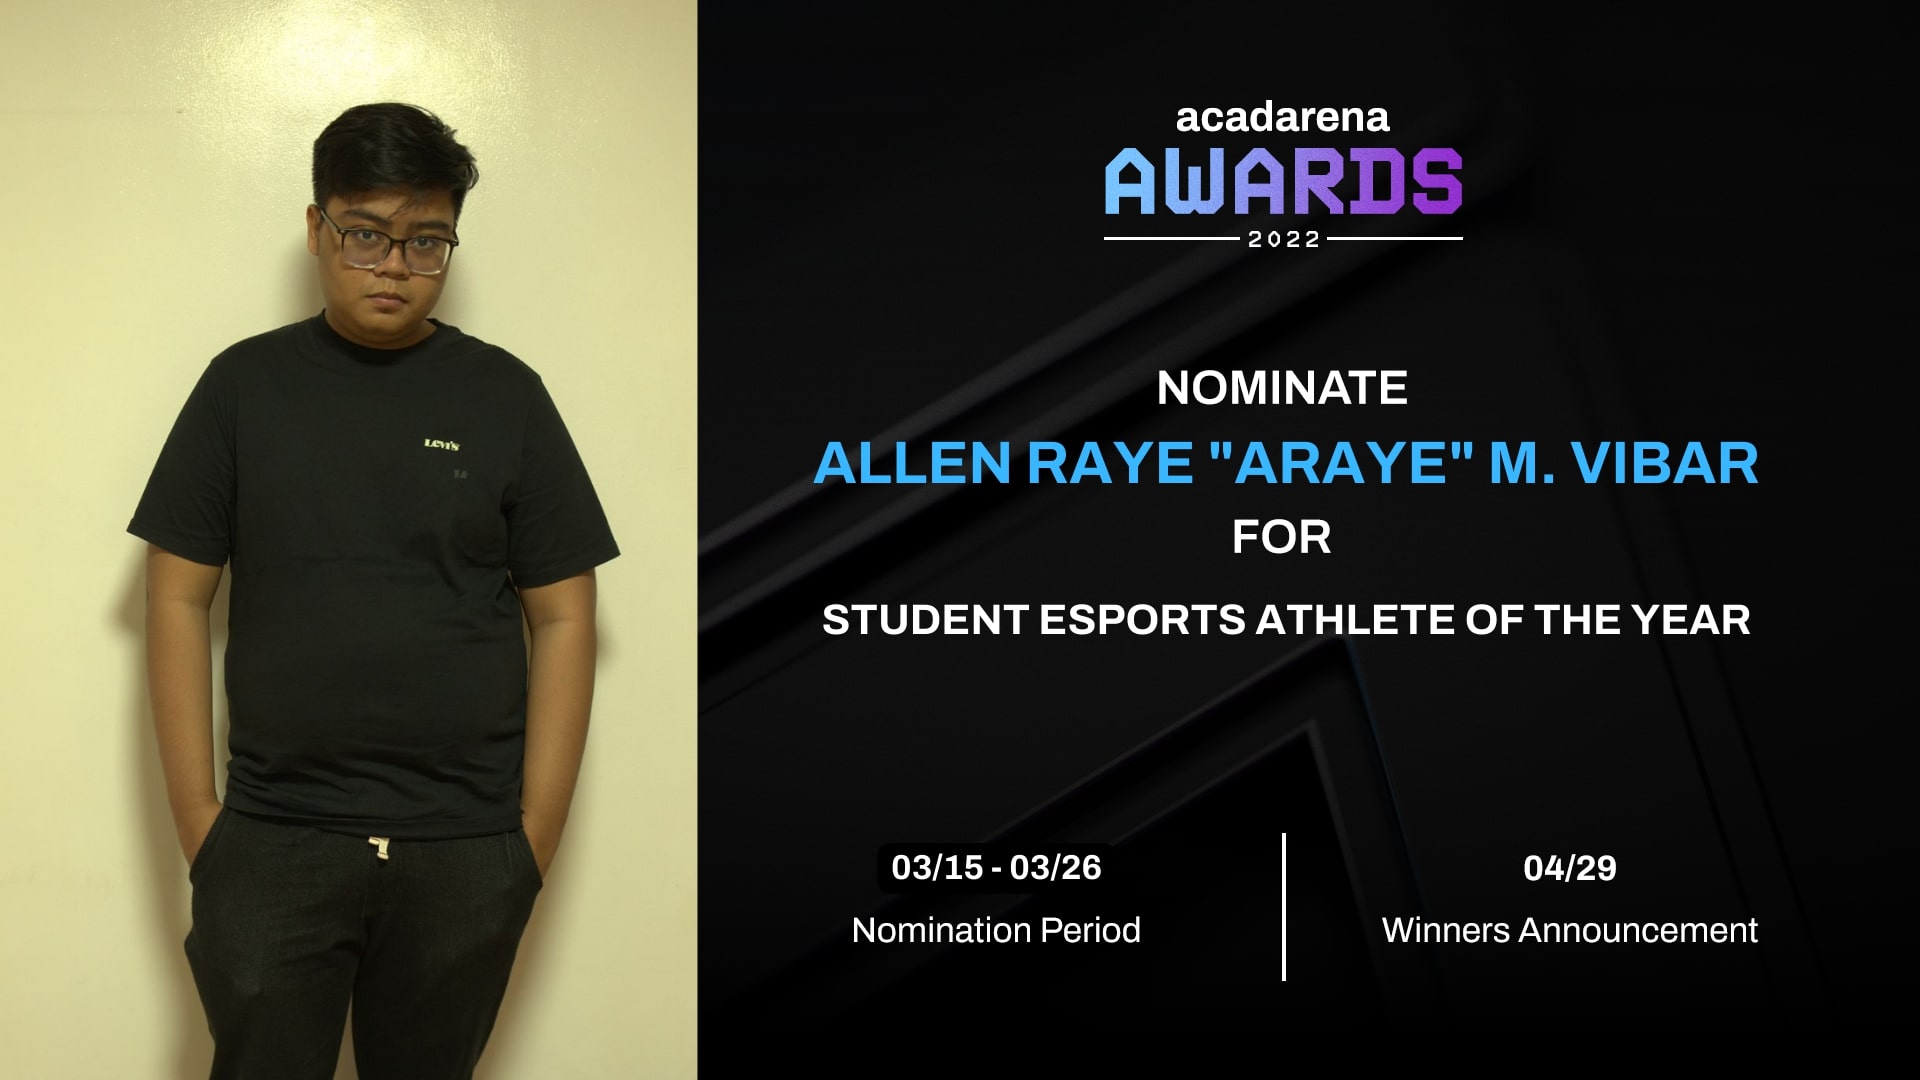 Levi's
acadarena
AWARDS
2022
NOMINATE
ALLEN RAYE "ARAYE" M. VIBAR
FOR
STUDENT ESPORTS ATHLETE OF THE YEAR
03/15 - 03/26
Nomination Period
04/29
Winners Announcement